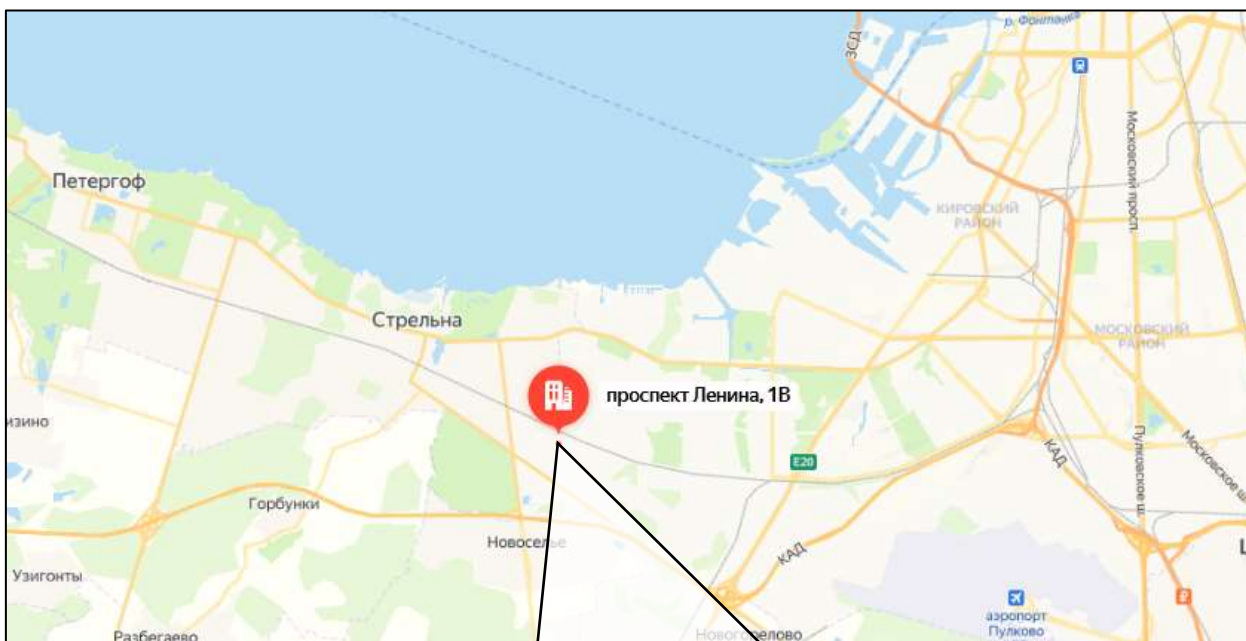 р. Фонтанка
ЗСД
Московский просп.
Петергоф
КИРОВСКИЙ
РАЙОН
Стрельна
МОСКОВСКИЙ
РАЙОН
проспект Ленина, 1В
изино
E20
КАД
Пулковское ш.
Московское ш.
Горбунки
Новоселье
КАД
Узигонты
аэропорт
Пулково
Разбегаево
Новогорелово